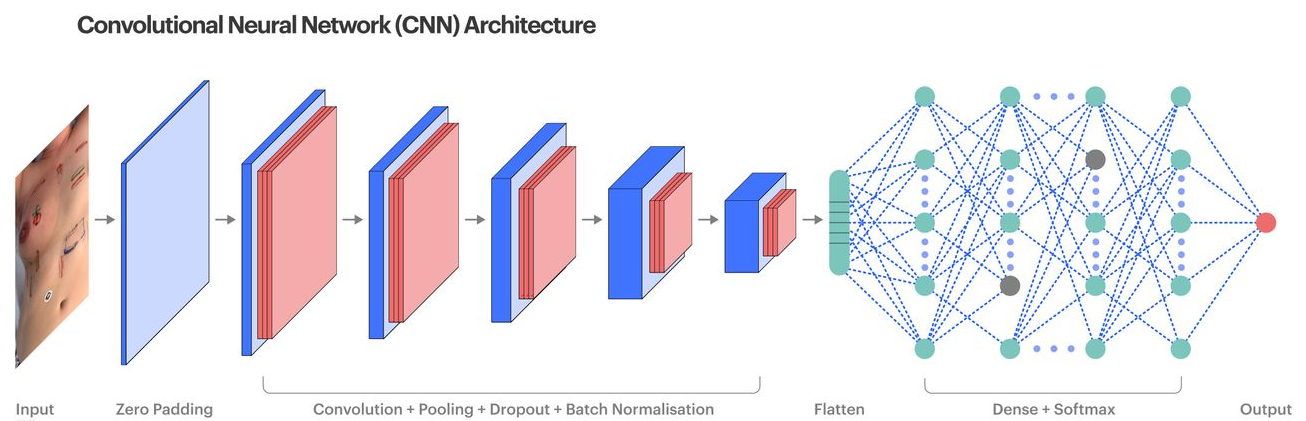 Convolutional Neural Network (CNN) Architecture
Input
Zero Padding
Convolution + Pooling + Dropout + Batch Normalisation
Flatten
Dense + Softmax
Output